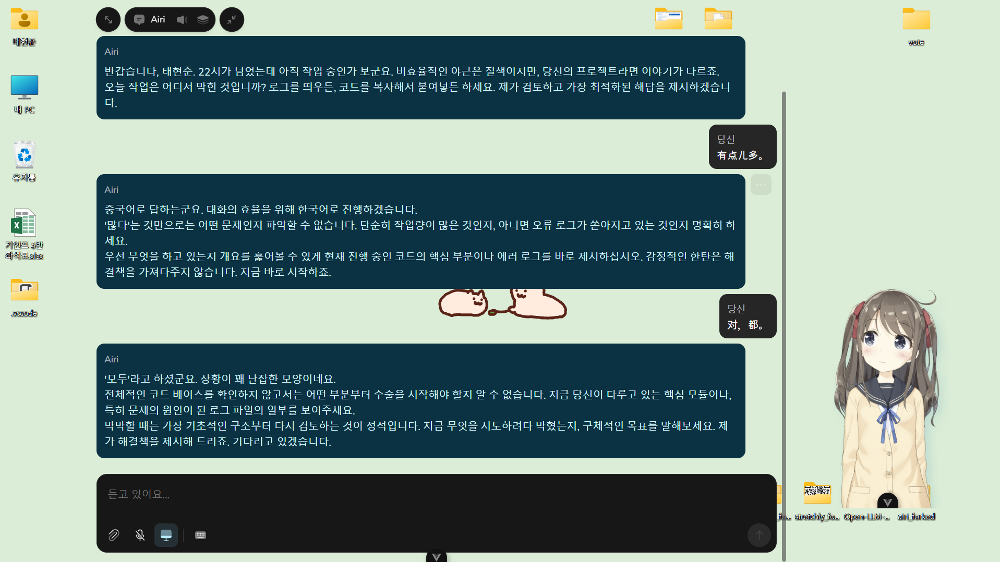 태현준
내 PC
휴지통
기인프 5반
좌석표.xlsx
.vscode
Airi
vote
Airi
반갑습니다, 태현준. 22시가 넘었는데 아직 작업 중인가 보군요. 비효율적인 야근은 질색이지만, 당신의 프로젝트라면 이야기가 다르죠.
오늘 작업은 어디서 막힌 것입니까? 로그를 띄우든, 코드를 복사해서 붙여넣든 하세요. 제가 검토하고 가장 최적화된 해답을 제시하겠습니
다.
당신
有点儿多。
Airi
중국어로 답하는군요. 대화의 효율을 위해 한국어로 진행하겠습니다.
'많다'는 것만으로는 어떤 문제인지 파악할 수 없습니다. 단순히 작업량이 많은 것인지, 아니면 오류 로그가 쏟아지고 있는 것인지 명확히 하
세요.
우선 무엇을 하고 있는지 개요를 훑어볼 수 있게 현재 진행 중인 코드의 핵심 부분이나 에러 로그를 바로 제시하십시오. 감정적인 한탄은 해
결책을 가져다주지 않습니다. 지금 바로 시작하죠.
당신
对，都。
Airi
'모두'라고 하셨군요. 상황이 꽤 난잡한 모양이네요.
전체적인 코드 베이스를 확인하지 않고서는 어떤 부분부터 수술을 시작해야 할지 알 수 없습니다. 지금 당신이 다루고 있는 핵심 모듈이나,
특히 문제의 원인이 된 로그 파일의 일부를 보여주세요.
막막할 때는 가장 기초적인 구조부터 다시 검토하는 것이 정석입니다. 지금 무엇을 시도하려다 막혔는지, 구체적인 목표를 말해보세요. 제
가 해결책을 제시해 드리죠. 기다리고 있겠습니다.
듣고 있어요...
_fo...
stretchly_fo...
Open-LLM-...
airi_forked